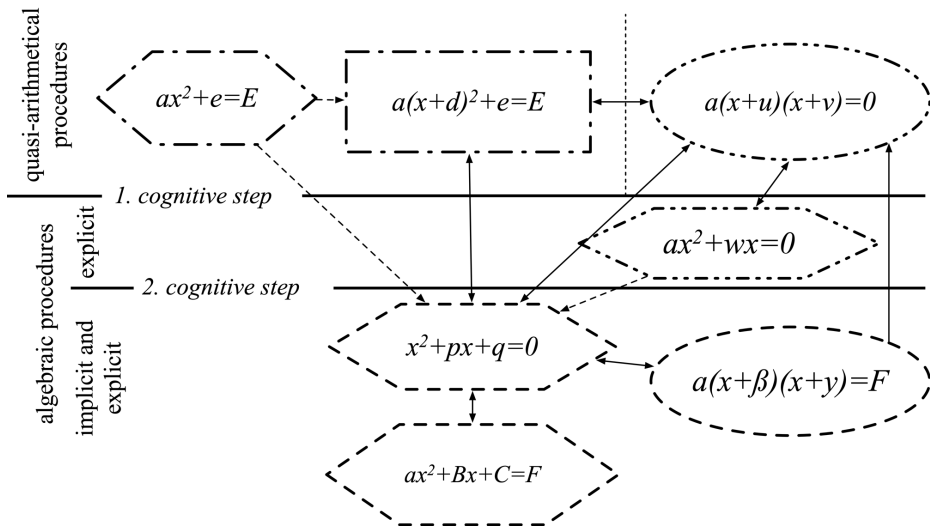 quasi-arithmetical
procedures
ax²+e=E
a(x+d)²+e=E
a(x+u)(x+v)=0
1. cognitive step
algebraic procedures
explicit
ax²+wx=0
2. cognitive step
implicit and
explicit
x²+px+q=0
a(x+β)(x+y)=F
ax²+Bx+C=F